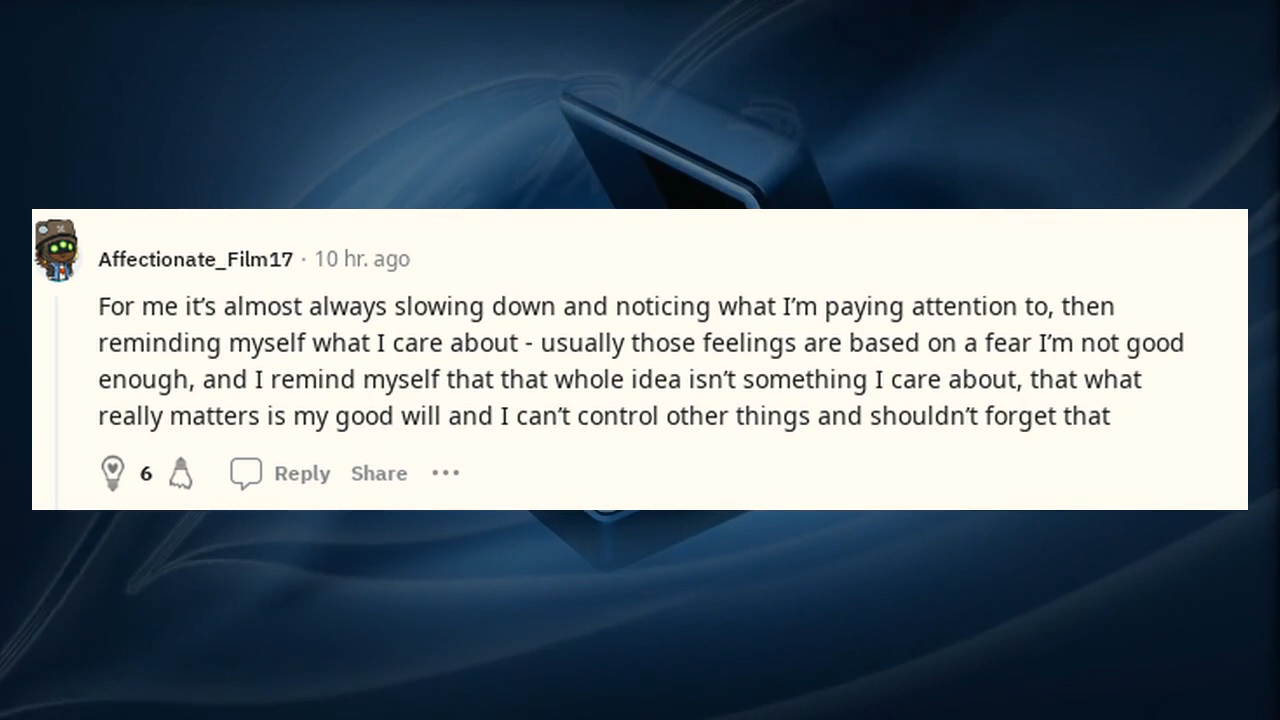 Affectionate_Film17 · 10 hr. ago
For me it’s almost always slowing down and noticing what I’m paying attention to, then
reminding myself what I care about - usually those feelings are based on a fear I’m not good
enough, and I remind myself that that whole idea isn’t something I care about, that what
really matters is my good will and I can’t control other things and shouldn’t forget that
6 Reply Share •••